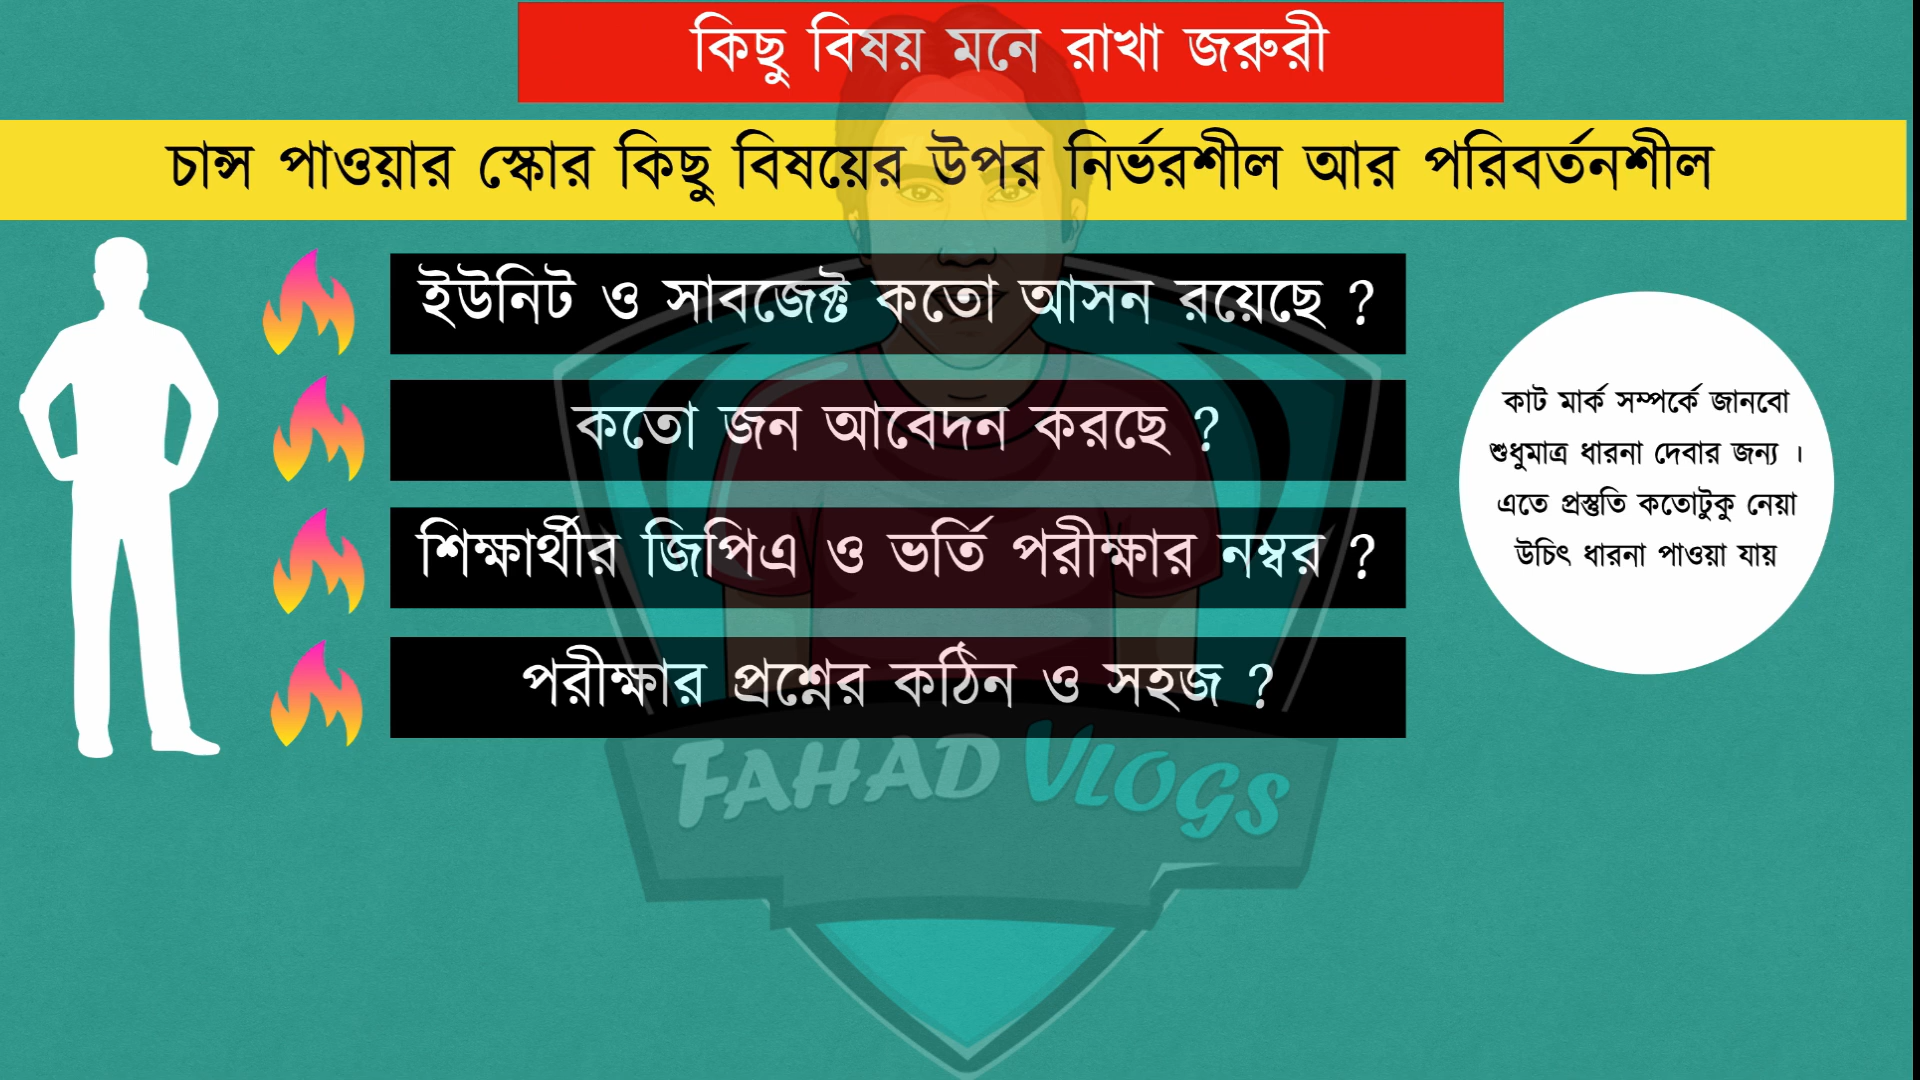 কিছু বিষয় মনে রাখা জরুরী
চান্স পাওয়ার স্কোর কিছু বিষয়ের উপর নির্ভরশীল আর পরিবর্তনশীল
ইউনিট ও সাবজেক্ট কতো আসন রয়েছে ?
কতো জন আবেদন করছে ?
শিক্ষার্থীর জিপিএ ও ভর্তি পরীক্ষার নম্বর ?
পরীক্ষার প্রশ্নের কঠিন ও সহজ ?
কাট মার্ক সম্পর্কে জানবো
শুধুমাত্র ধারনা দেবার জন্য ।
এতে প্রস্তুতি কতোটুকু নেয়া
উচিৎ ধারনা পাওয়া যায়
FAHAD VLOGS